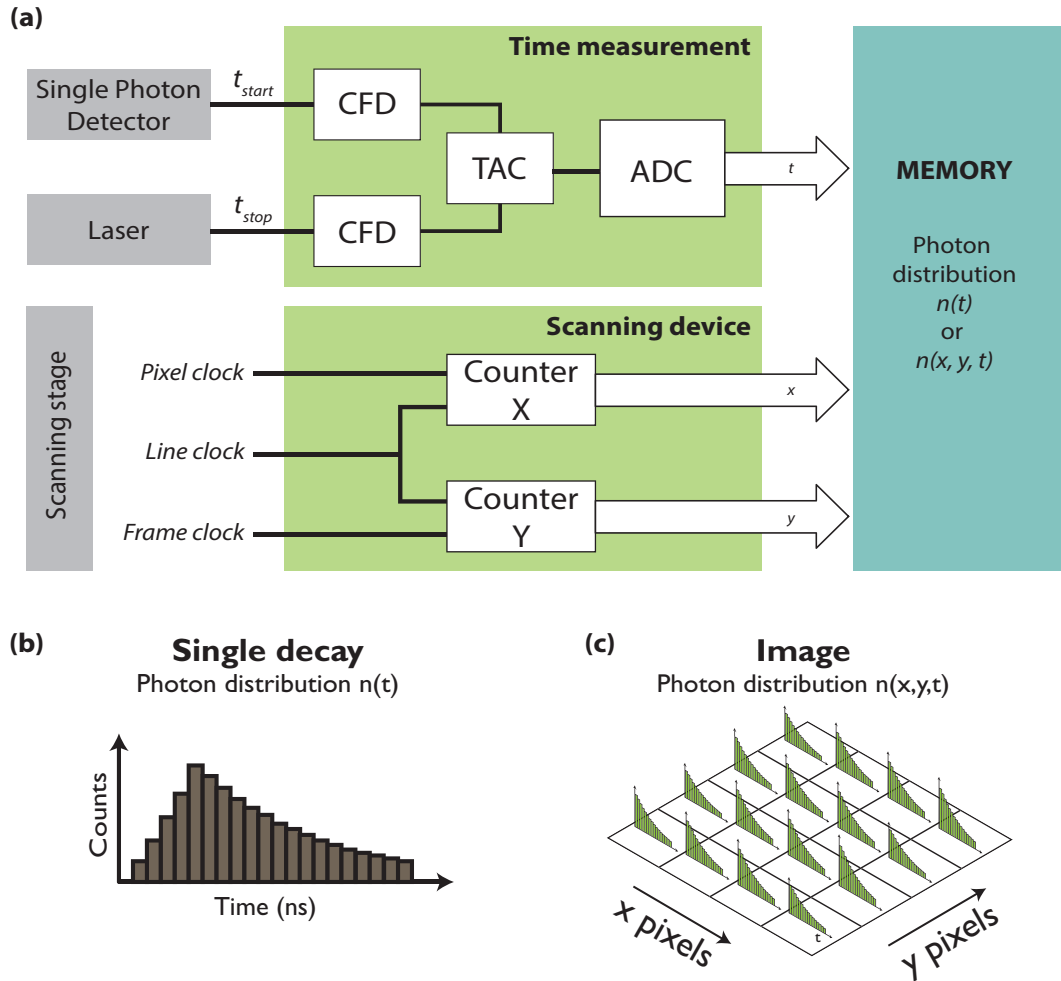 (a)
Time measurement
Single Photon
Detector
t_start
CFD
TAC
ADC
t
Laser
t_stop
CFD
MEMORY
Photon
distribution
n(t)
or
n(x, y, t)
Scanning stage
Scanning device
Pixel clock
Counter
X
x
Line clock
Counter
Y
y
Frame clock
(b)
Single decay
Photon distribution n(t)
Counts
Time (ns)
(c)
Image
Photon distribution n(x,y,t)
t
x pixels
y pixels